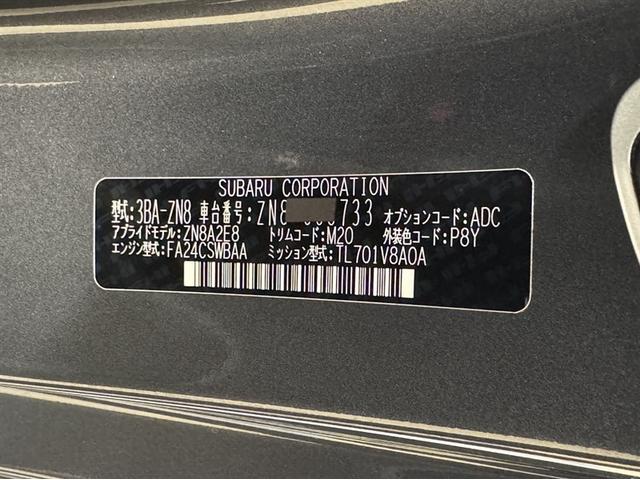 SUBARU CORPORATION
型式:3BA-ZN8 車台番号:ZN8 733 オプションコード:ADC
アプライドモデル:ZN8A2E8 トリムコード:M20 外装色コード:P8Y
エンジン型式:FA24CSWBAA ミッション型式:TL701V8A0A